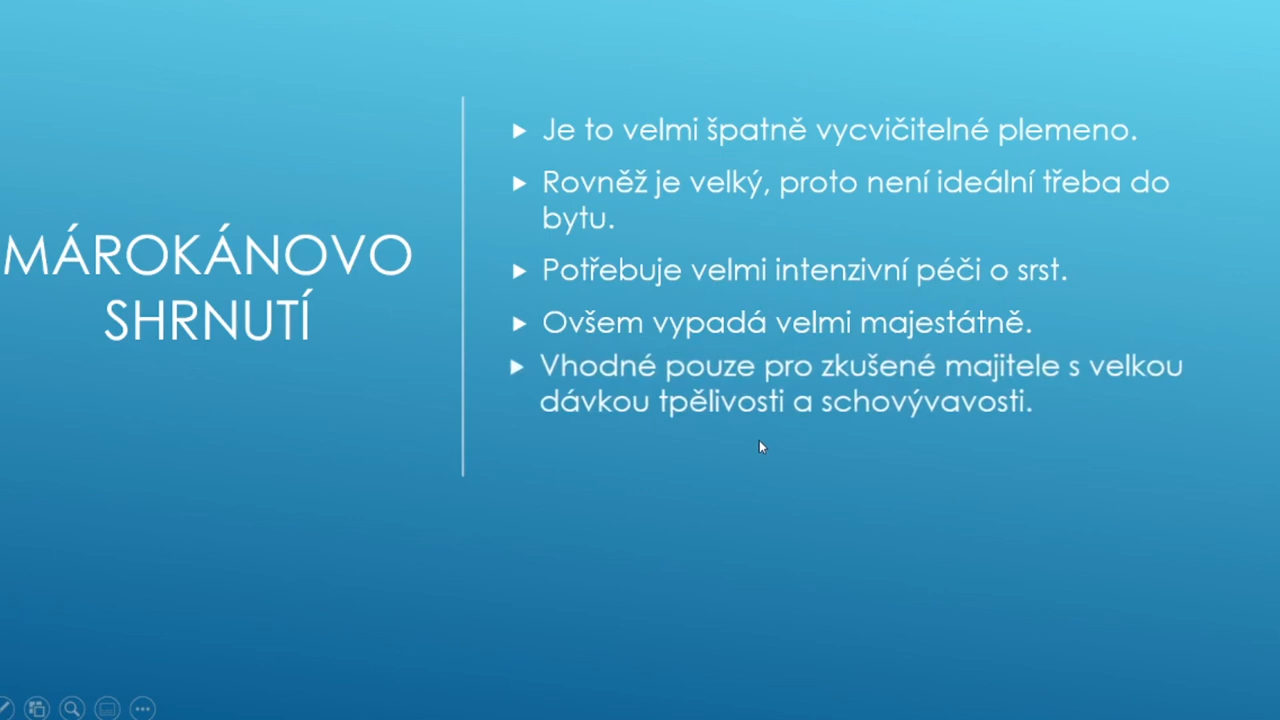 MÁROKÁNOVO
SHRNUTÍ
Je to velmi špatně vycvičitelné plemeno.
Rovněž je velký, proto není ideální třeba do
bytu.
Potřebuje velmi intenzivní péči o srst.
Ovšem vypadá velmi majestátně.
Vhodné pouze pro zkušené majitele s velkou
dávkou tpělivosti a schovývavosti.